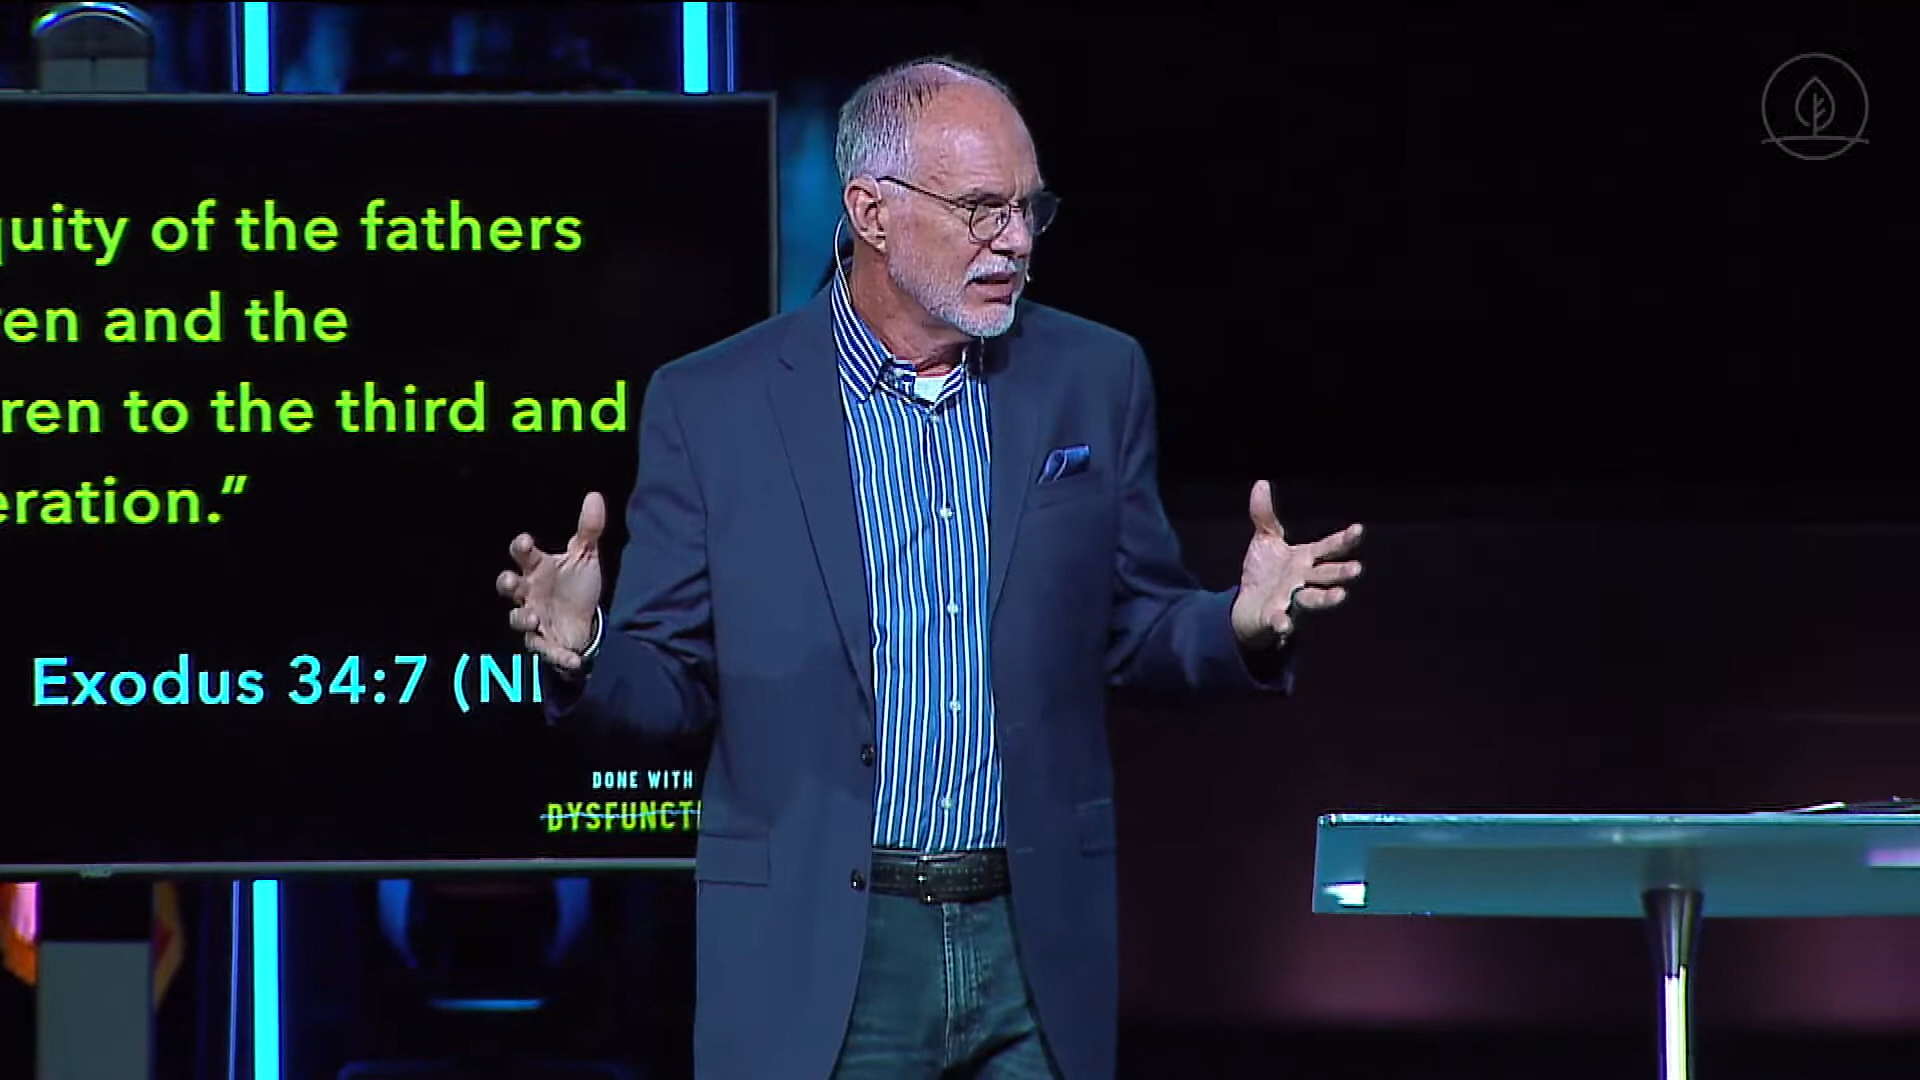 quity of the fathers
ren and the
ren to the third and
eration.”
Exodus 34:7 (N
DONE WITH
DYSFUNCT